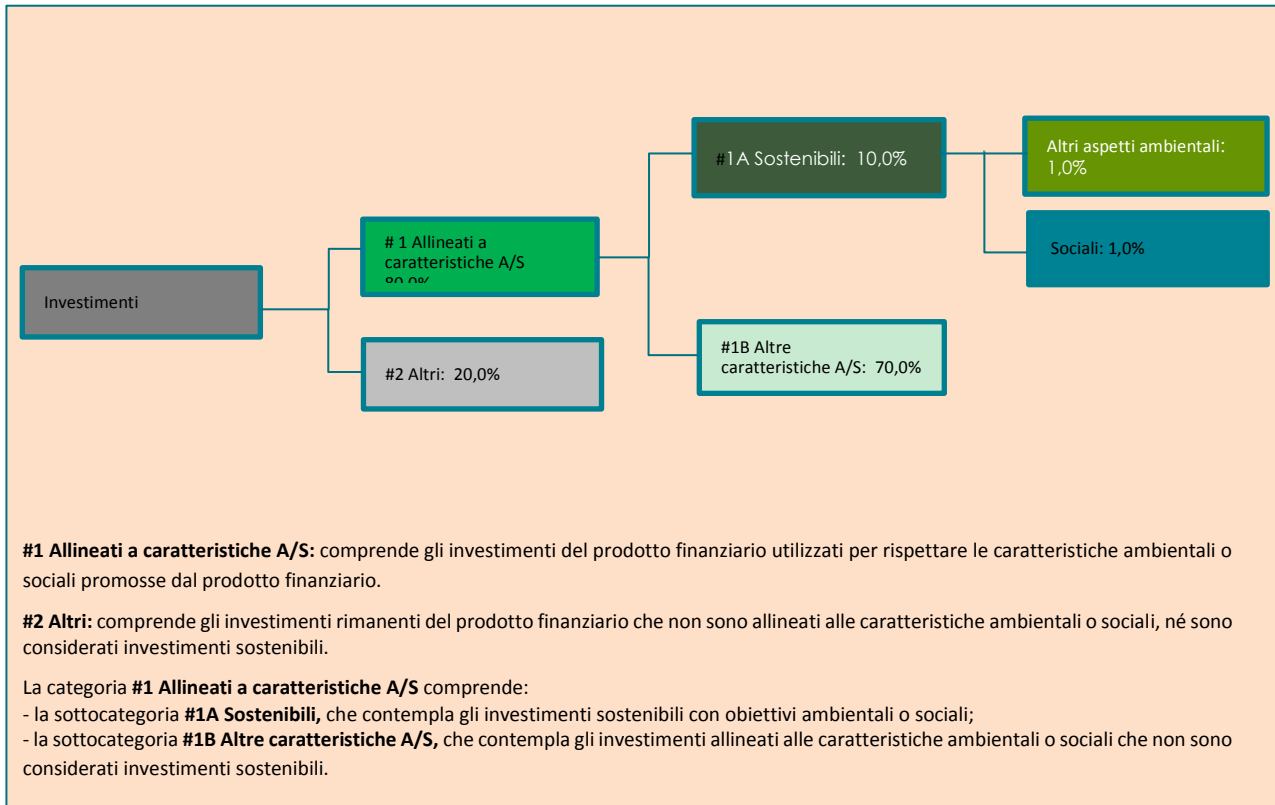 #1A Sostenibili: 10,0%
Altri aspetti ambientali:
1,0%
# 1 Allineati a
caratteristiche A/S
80,0%
Sociali: 1,0%
Investimenti
#2 Altri: 20,0%
#1B Altre
caratteristiche A/S: 70,0%
#1 Allineati a caratteristiche A/S: comprende gli investimenti del prodotto finanziario utilizzati per rispettare le caratteristiche ambientali o
sociali promosse dal prodotto finanziario.
#2 Altri: comprende gli investimenti rimanenti del prodotto finanziario che non sono allineati alle caratteristiche ambientali o sociali, né sono
considerati investimenti sostenibili.
La categoria #1 Allineati a caratteristiche A/S comprende:
- la sottocategoria #1A Sostenibili, che contempla gli investimenti sostenibili con obiettivi ambientali o sociali;
- la sottocategoria #1B Altre caratteristiche A/S, che contempla gli investimenti allineati alle caratteristiche ambientali o sociali che non sono
considerati investimenti sostenibili.